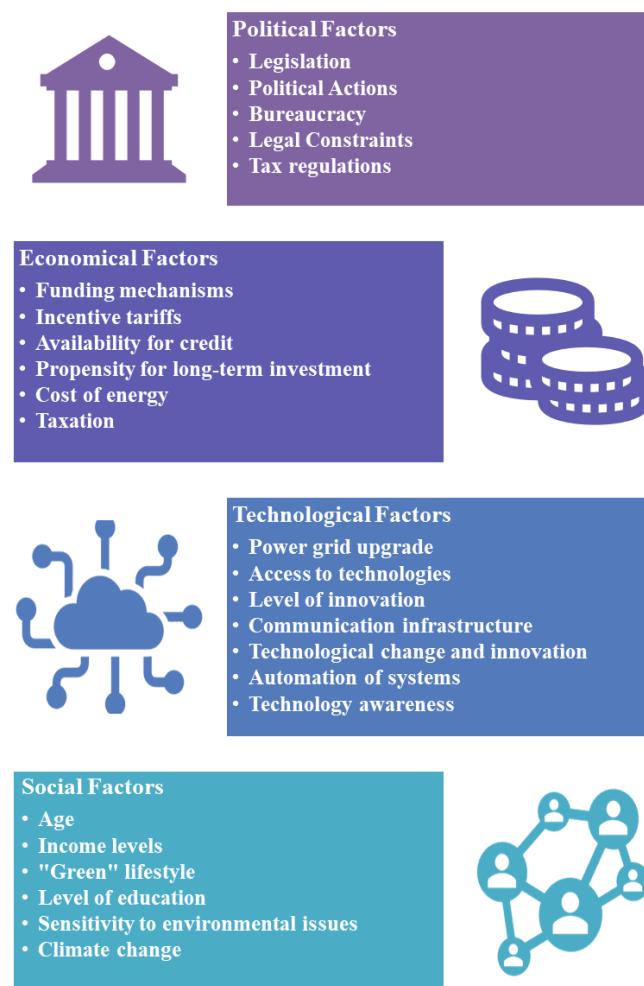 Political Factors
• Legislation
• Political Actions
• Bureaucracy
• Legal Constraints
• Tax regulations
Economical Factors
• Funding mechanisms
• Incentive tariffs
• Availability for credit
• Propensity for long-term investment
• Cost of energy
• Taxation
Technological Factors
• Power grid upgrade
• Access to technologies
• Level of innovation
• Communication infrastructure
• Technological change and innovation
• Automation of systems
• Technology awareness
Social Factors
• Age
• Income levels
• "Green" lifestyle
• Level of education
• Sensitivity to environmental issues
• Climate change